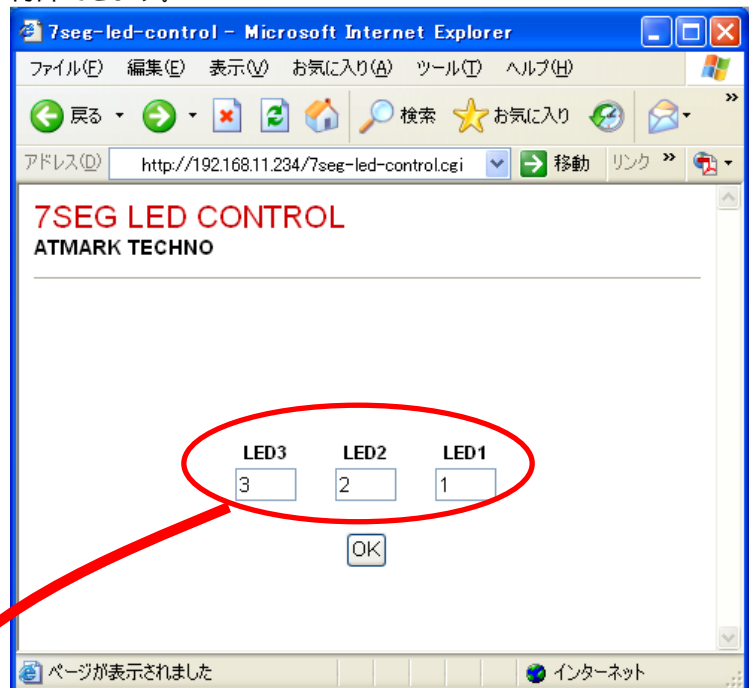 7seg-led-control - Microsoft Internet Explorer
ファイル(F) 編集(E) 表示(V) お気に入り(A) ツール(T) ヘルプ(H)
戻る 検索 お気に入り »
アドレス(D) http://192.168.11.234/7seg-led-control.cgi 移動 リンク »
7SEG LED CONTROL
ATMARK TECHNO
LED3 LED2 LED1
3 2 1
OK
ページが表示されました インターネット